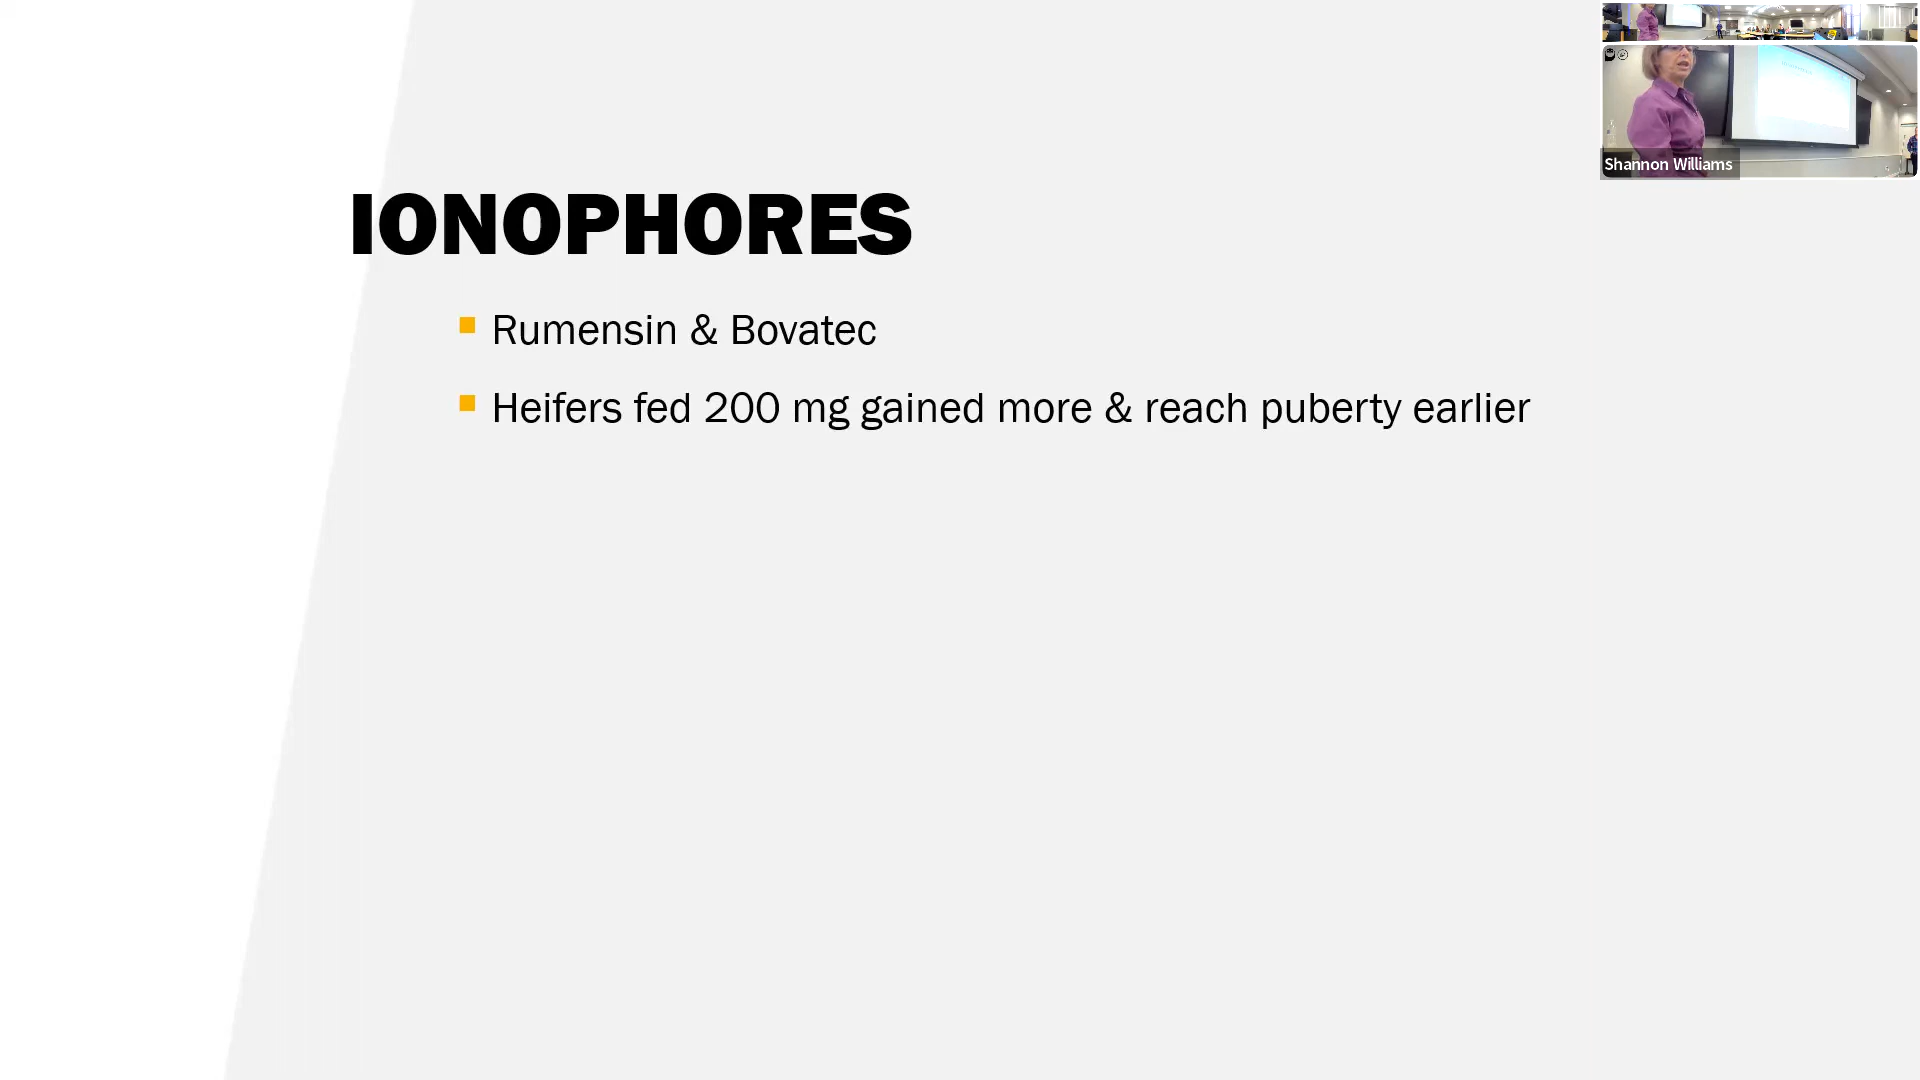 Shannon Williams
IONOPHORES
Rumensin & Bovatec
Heifers fed 200 mg gained more & reach puberty earlier